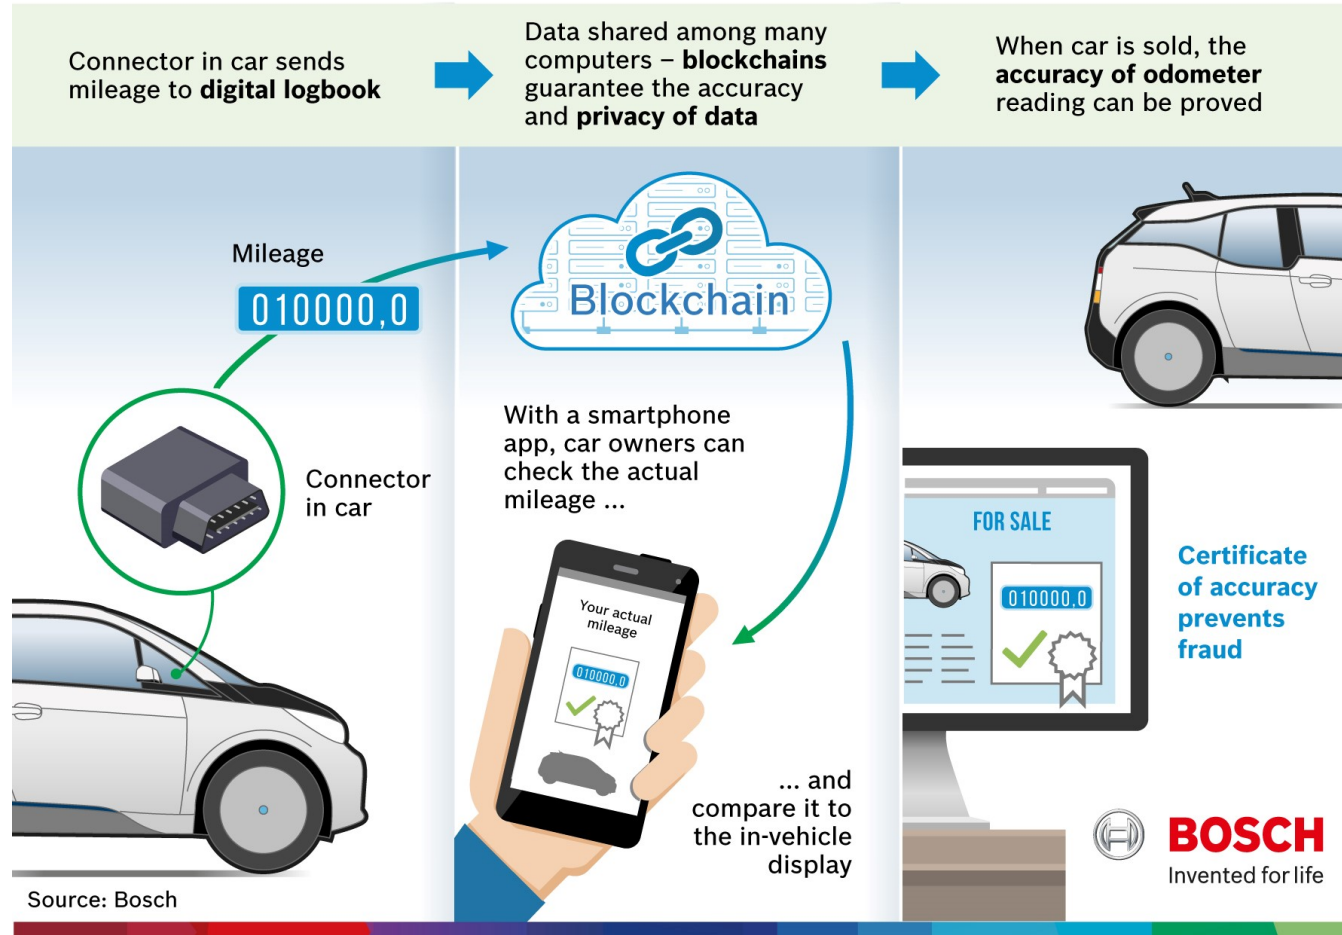 Connector in car sends
mileage to digital logbook
Data shared among many
computers – blockchains
guarantee the accuracy
and privacy of data
When car is sold, the
accuracy of odometer
reading can be proved
Mileage
010000,0
Connector
in car
Source: Bosch
Blockchain
With a smartphone
app, car owners can
check the actual
mileage ...
Your actual
mileage
010000,0
... and
compare it to
the in-vehicle
display
FOR SALE
010000,0
Certificate
of accuracy
prevents
fraud
BOSCH
Invented for life